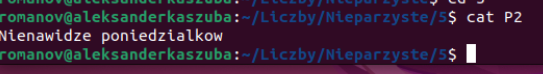 romanov@aleksanderkaszuba:~/Liczby/Nieparzyste/5$ cat P2
Nienawidze poniedzialkow
romanov@aleksanderkaszuba:~/Liczby/Nieparzyste/5$